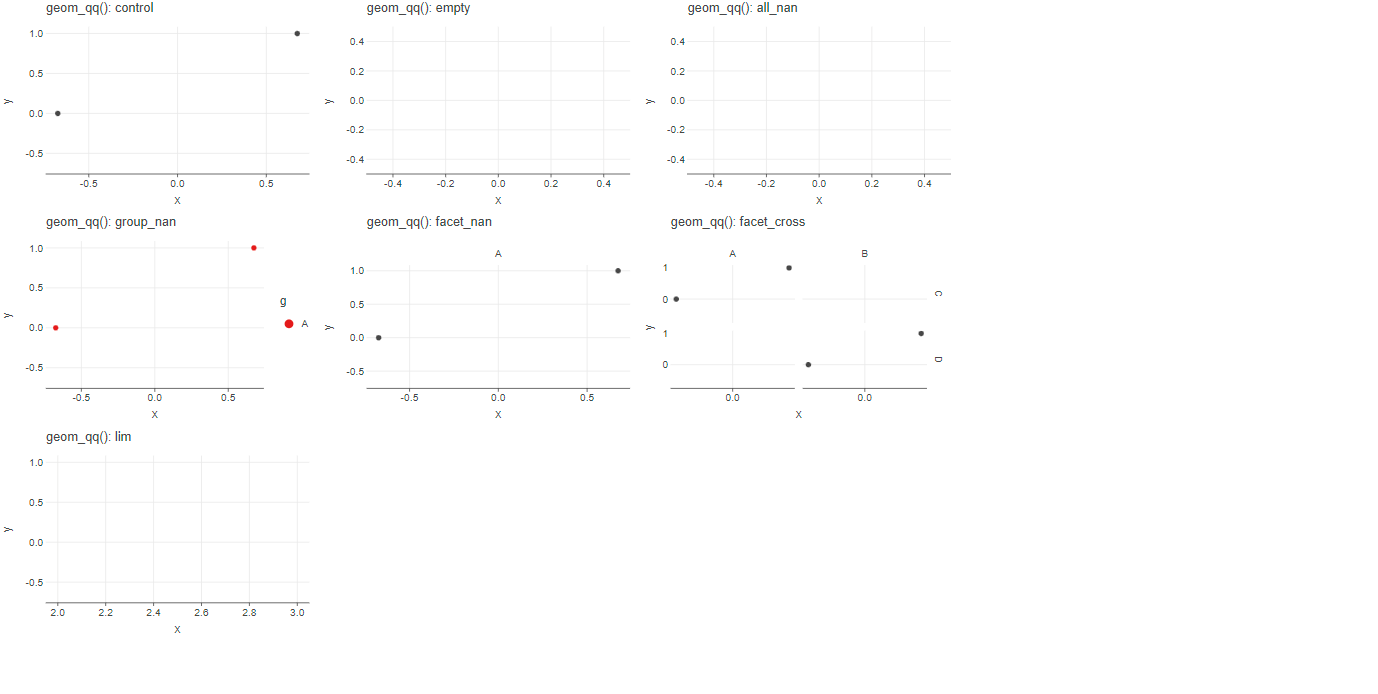 geom_qq(): control
1.0
0.5
0.0
-0.5
y
-0.5 0.0 0.5
X
geom_qq(): empty
0.4
0.2
0.0
-0.2
-0.4
y
-0.4 -0.2 0.0 0.2 0.4
X
geom_qq(): all_nan
0.4
0.2
0.0
-0.2
-0.4
y
-0.4 -0.2 0.0 0.2 0.4
X
geom_qq(): group_nan
1.0
0.5
0.0
-0.5
y
-0.5 0.0 0.5
X
g
A
geom_qq(): facet_nan
A
1.0
0.5
0.0
-0.5
y
-0.5 0.0 0.5
X
geom_qq(): facet_cross
A B
1
0
C
1
0
D
y
0.0 0.0
X
geom_qq(): lim
1.0
0.5
0.0
-0.5
y
2.0 2.2 2.4 2.6 2.8 3.0
X